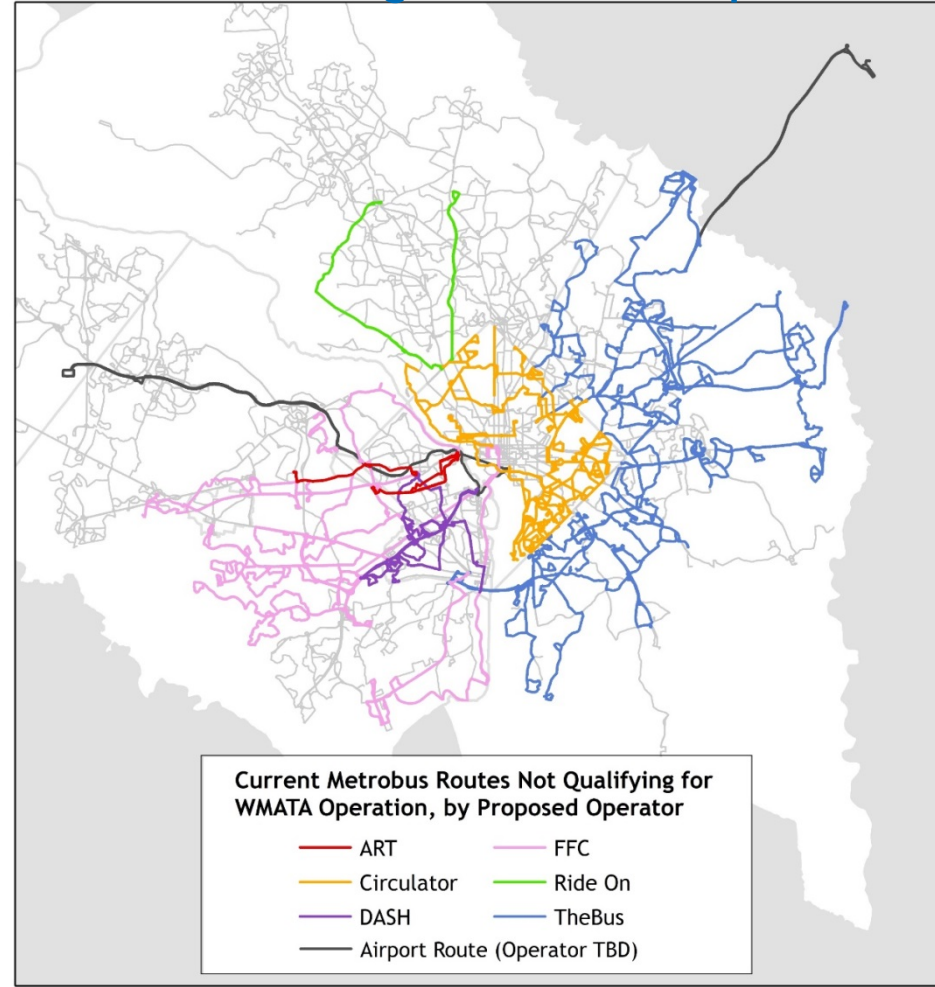 Current Metrobus Routes Not Qualifying for
WMATA Operation, by Proposed Operator
ART
FFC
Circulator
Ride On
DASH
TheBus
Airport Route (Operator TBD)